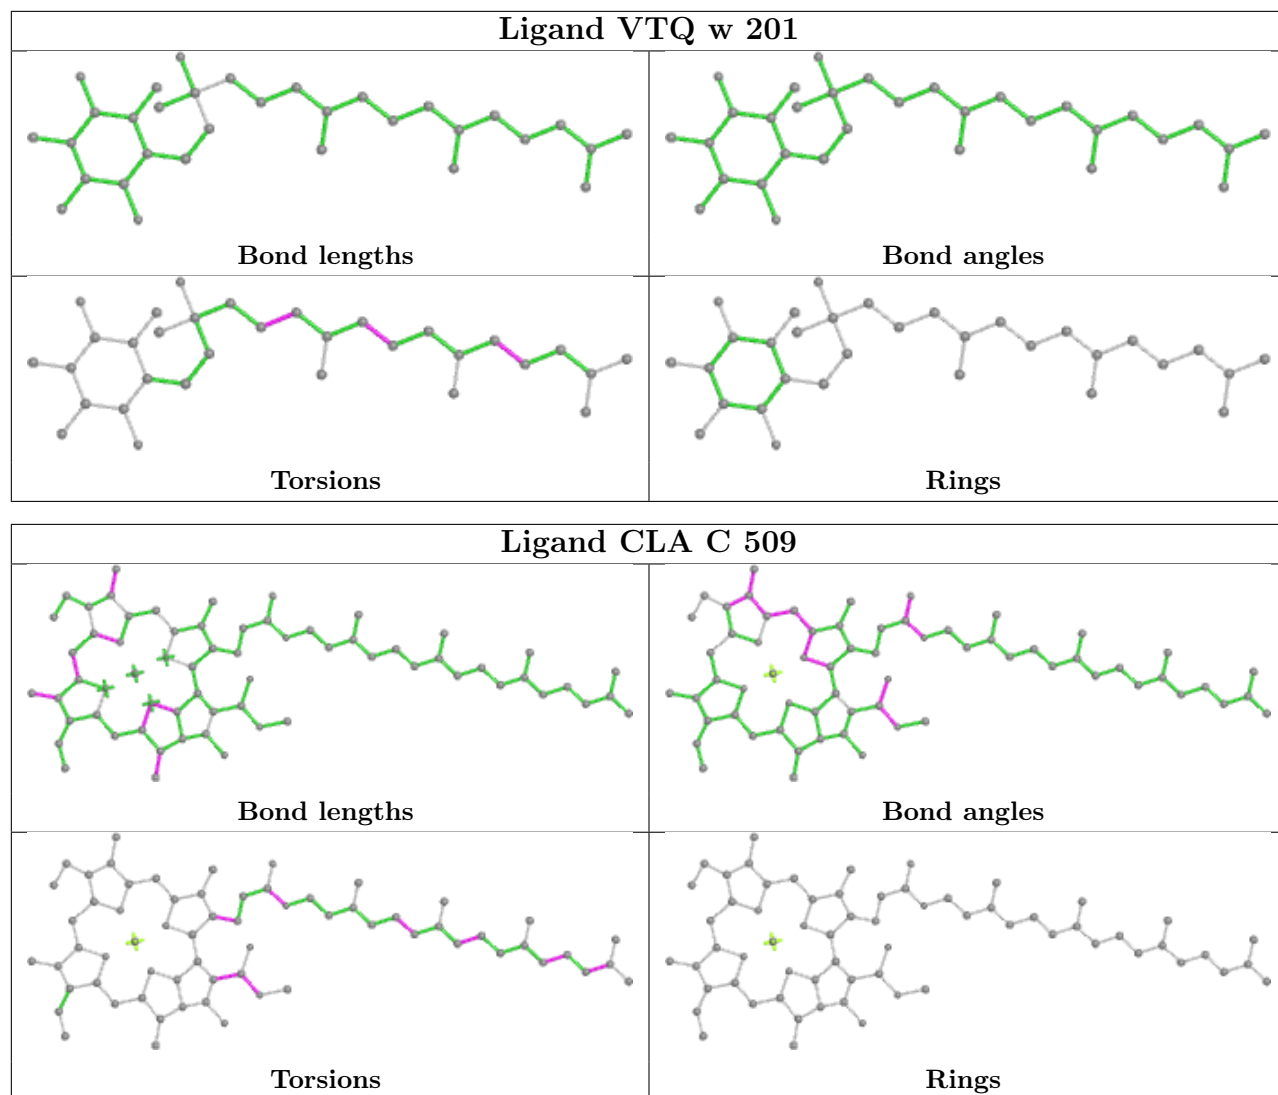 Ligand VTQ w 201
Bond lengths
Bond angles
Torsions
Rings
Ligand CLA C 509
Bond lengths
Bond angles
Torsions
Rings